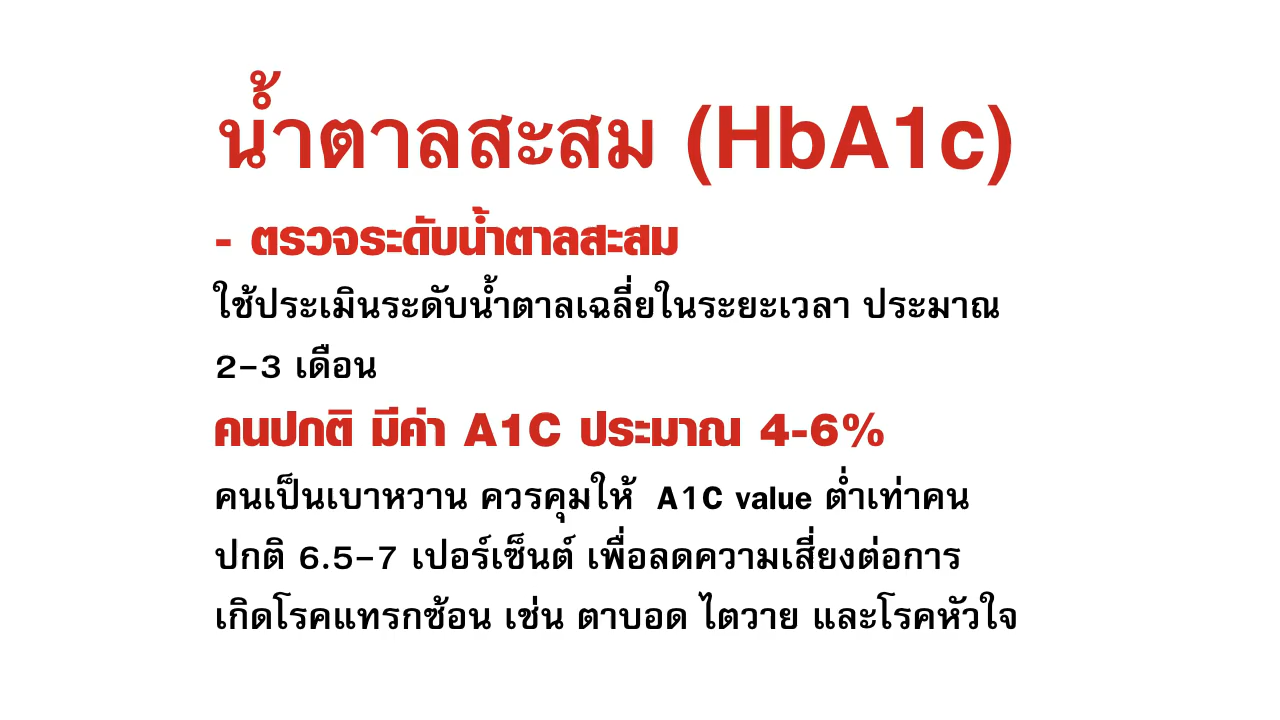 น้ำตาลสะสม (HbA1c)
- ตรวจระดับน้ำตาลสะสม
ใช้ประเมินระดับน้ำตาลเฉลี่ยในระยะเวลา ประมาณ
2-3 เดือน
คนปกติ มีค่า A1C ประมาณ 4-6%
คนเป็นเบาหวาน ควรคุมให้ A1C value ต่ำเท่าคน
ปกติ 6.5-7 เปอร์เซ็นต์ เพื่อลดความเสี่ยงต่อการ
เกิดโรคแทรกซ้อน เช่น ตาบอด ไตวาย และโรคหัวใจ